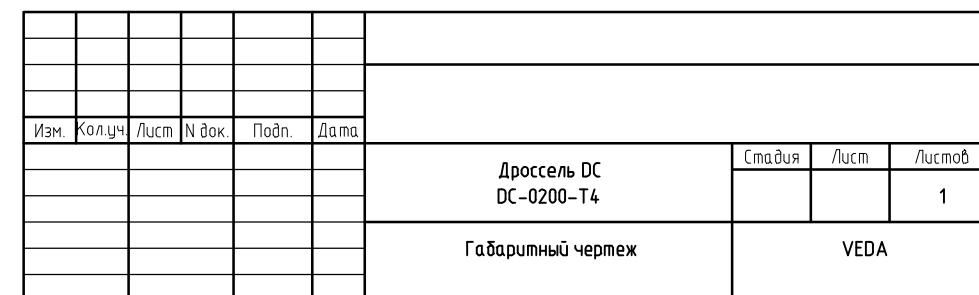 Изм. Кол.уч. Лист N док. Подп. Дата
Стадия Лист Листов
Дроссель DC
DC-0200-T4
1
Габаритный чертеж
VEDA